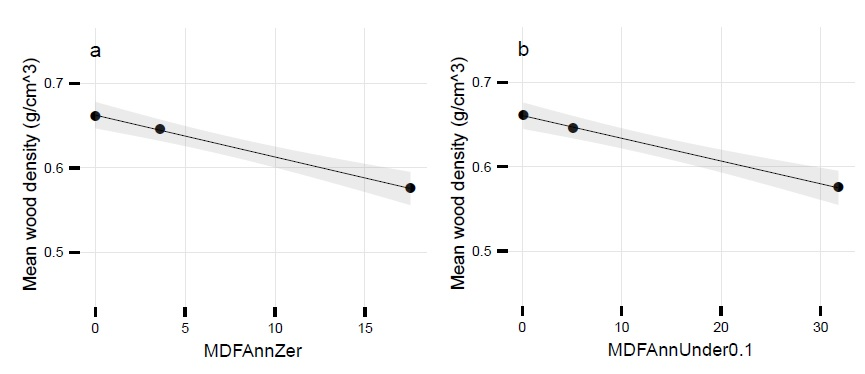 a
Mean wood density (g/cm^3)
0.7
0.6
0.5
0 5 10 15
MDFAnnZer
b
Mean wood density (g/cm^3)
0.7
0.6
0.5
0 10 20 30
MDFAnnUnder0.1